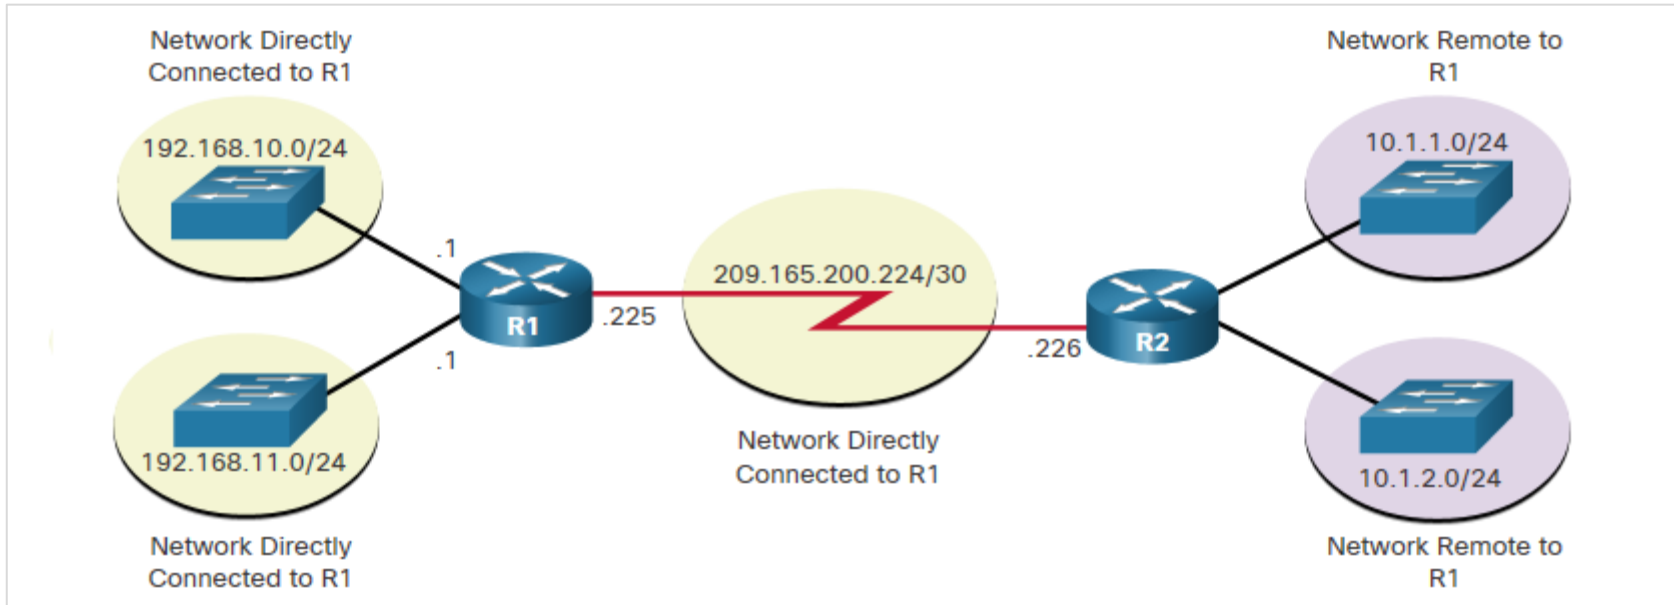 Network Directly
Connected to R1
192.168.10.0/24
.1
R1
.225
.1
192.168.11.0/24
Network Directly
Connected to R1
209.165.200.224/30
Network Directly
Connected to R1
.226
R2
Network Remote to
R1
10.1.1.0/24
10.1.2.0/24
Network Remote to
R1